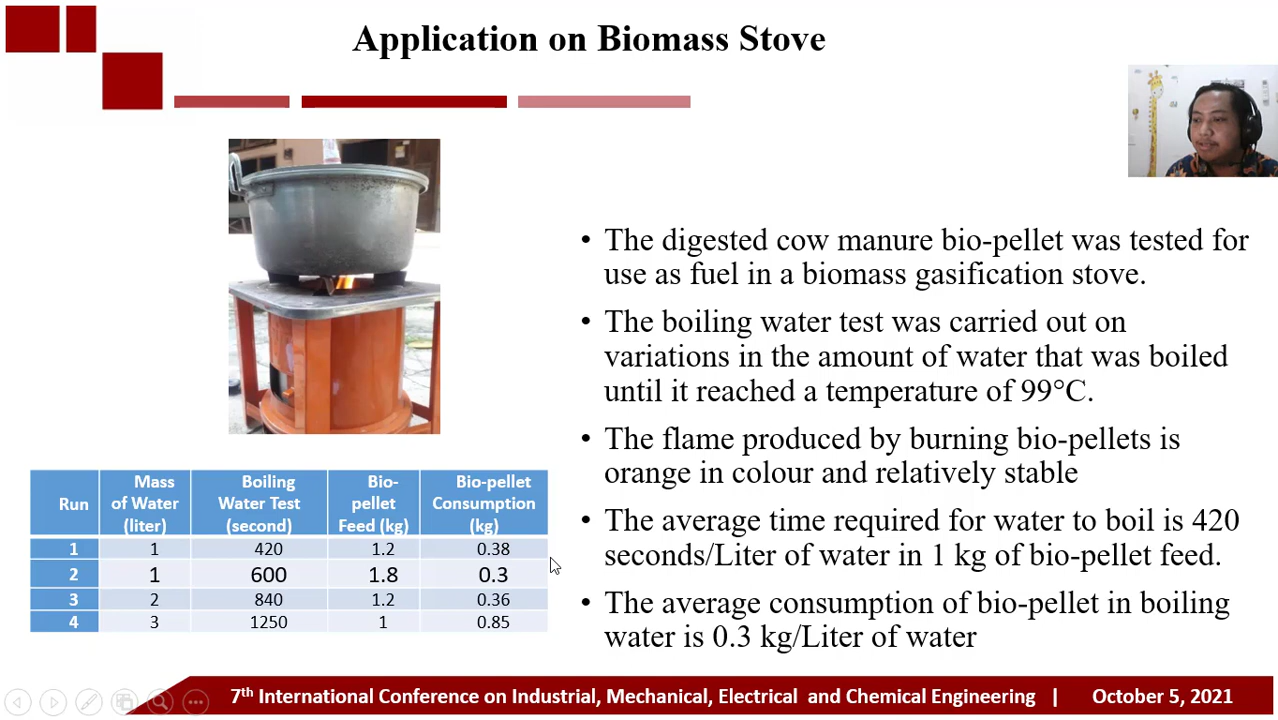 Application on Biomass Stove
• The digested cow manure bio-pellet was tested for
use as fuel in a biomass gasification stove.
• The boiling water test was carried out on
variations in the amount of water that was boiled
until it reached a temperature of 99°C.
• The flame produced by burning bio-pellets is
orange in colour and relatively stable
• The average time required for water to boil is 420
seconds/Liter of water in 1 kg of bio-pellet feed.
• The average consumption of bio-pellet in boiling
water is 0.3 kg/Liter of water
Run | Mass of Water (liter) | Boiling Water Test (second) | Bio-pellet Feed (kg) | Bio-pellet Consumption (kg)
1 | 1 | 420 | 1.2 | 0.38
2 | 1 | 600 | 1.8 | 0.3
3 | 2 | 840 | 1.2 | 0.36
4 | 3 | 1250 | 1 | 0.85
7th International Conference on Industrial, Mechanical, Electrical and Chemical Engineering | October 5, 2021